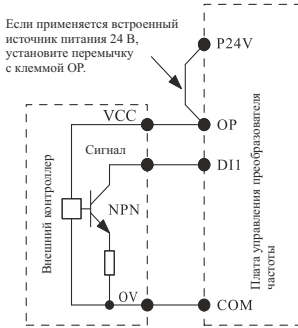 Если применяется встроенный
источник питания 24 В,
установите перемычку
с клеммой OP.
P24V
VCC
OP
Сигнал
DI1
NPN
Внешний контроллер
Плата управления преобразователя
частоты
0V
COM